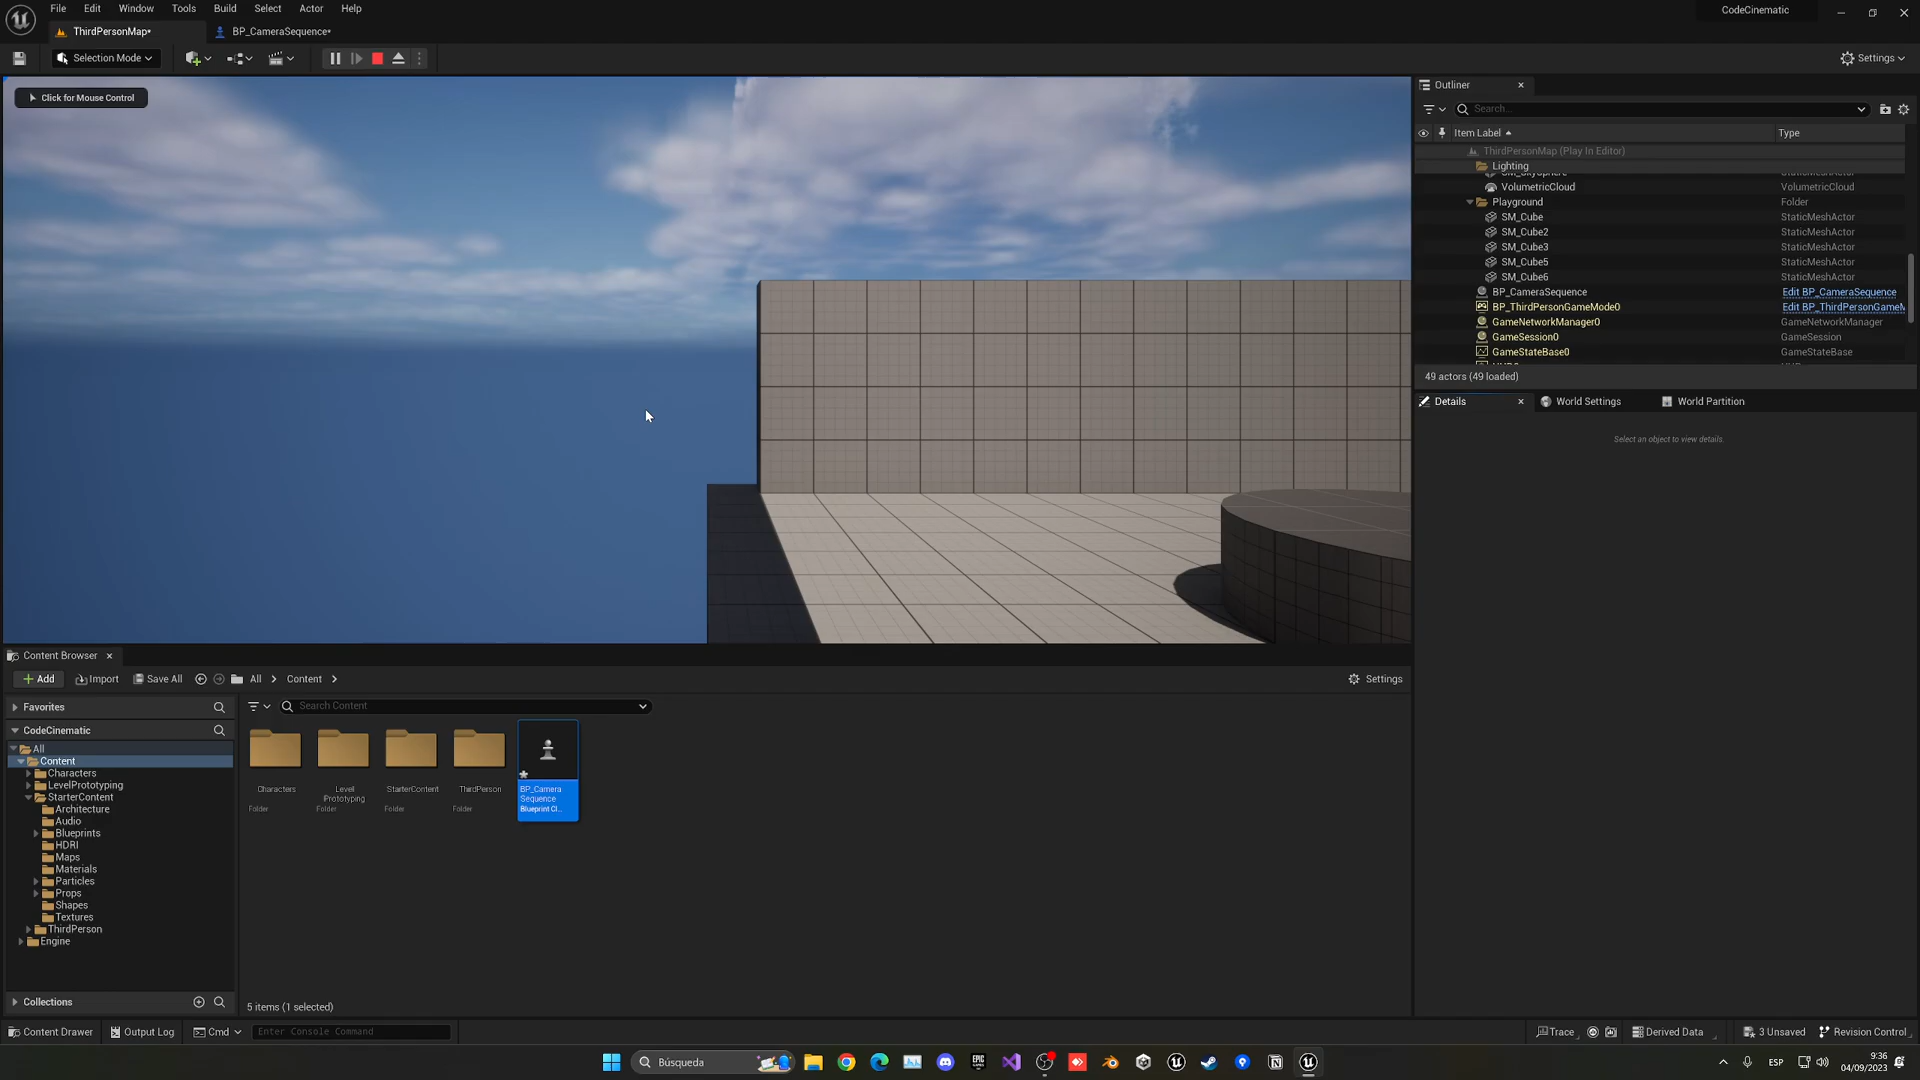 File Edit Window Tools Build Select Actor Help
CodeCinematic
ThirdPersonMap•
BP_CameraSequence•
Selection Mode
Settings
Click for Mouse Control
Outliner
Search...
Item Label
Type
ThirdPersonMap (Play In Editor)
Lighting
VolumetricCloud VolumetricCloud
Playground Folder
SM_Cube StaticMeshActor
SM_Cube2 StaticMeshActor
SM_Cube3 StaticMeshActor
SM_Cube5 StaticMeshActor
SM_Cube6 StaticMeshActor
BP_CameraSequence Edit BP_CameraSequence
BP_ThirdPersonGameMode0 Edit BP_ThirdPersonGameM
GameNetworkManager0 GameNetworkManager
GameSession0 GameSession
GameStateBase0 GameStateBase
49 actors (49 loaded)
Details
World Settings
World Partition
Select an object to view details.
Content Browser
Add
Import
Save All
All
Content
Settings
Favorites
Search Content
CodeCinematic
All
Content
Characters
LevelPrototyping
StarterContent
Architecture
Audio
Blueprints
HDRI
Maps
Materials
Particles
Props
Shapes
Textures
ThirdPerson
Engine
Collections
Characters
Folder
Level
Prototyping
Folder
StarterContent
Folder
ThirdPerson
Folder
BP_Camera
Sequence
Blueprint Cl...
5 items (1 selected)
Content Drawer
Output Log
Cmd
Enter Console Command
Trace
Derived Data
3 Unsaved
Revision Control
Búsqueda
EPIC
GAMES
ESP
9:36
04/09/2023